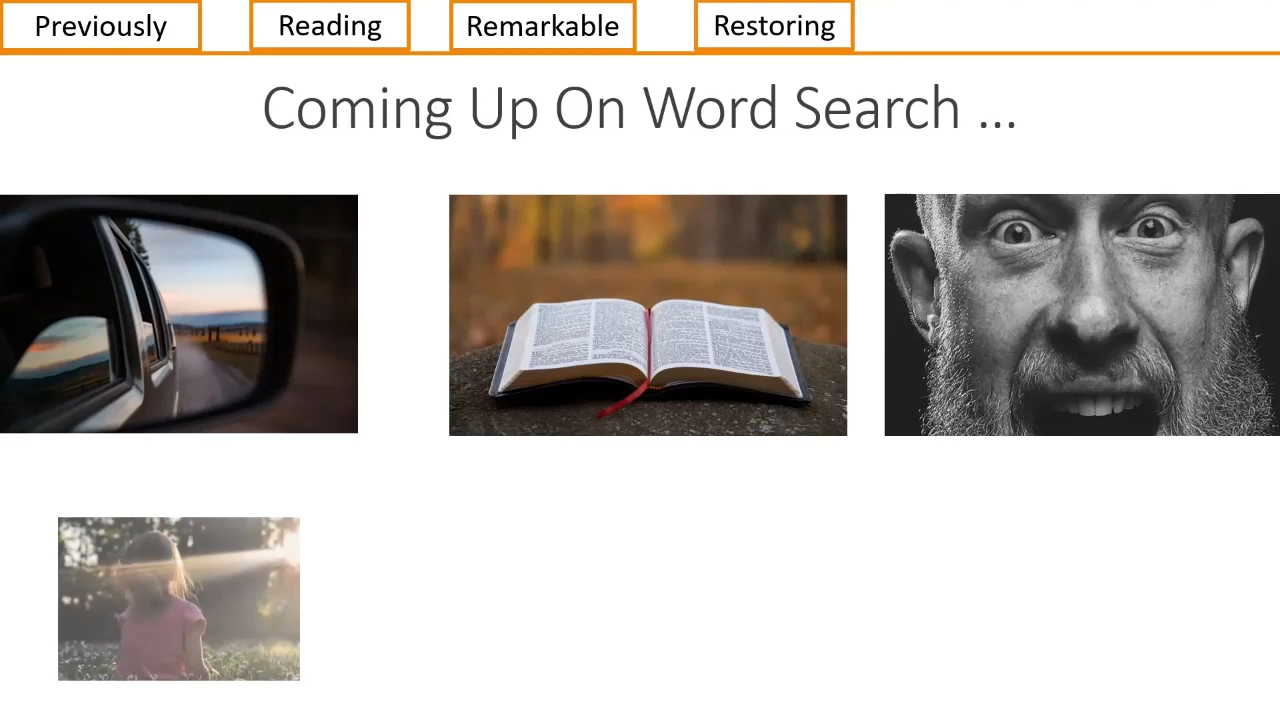 Previously
Reading
Remarkable
Restoring
Coming Up On Word Search ...